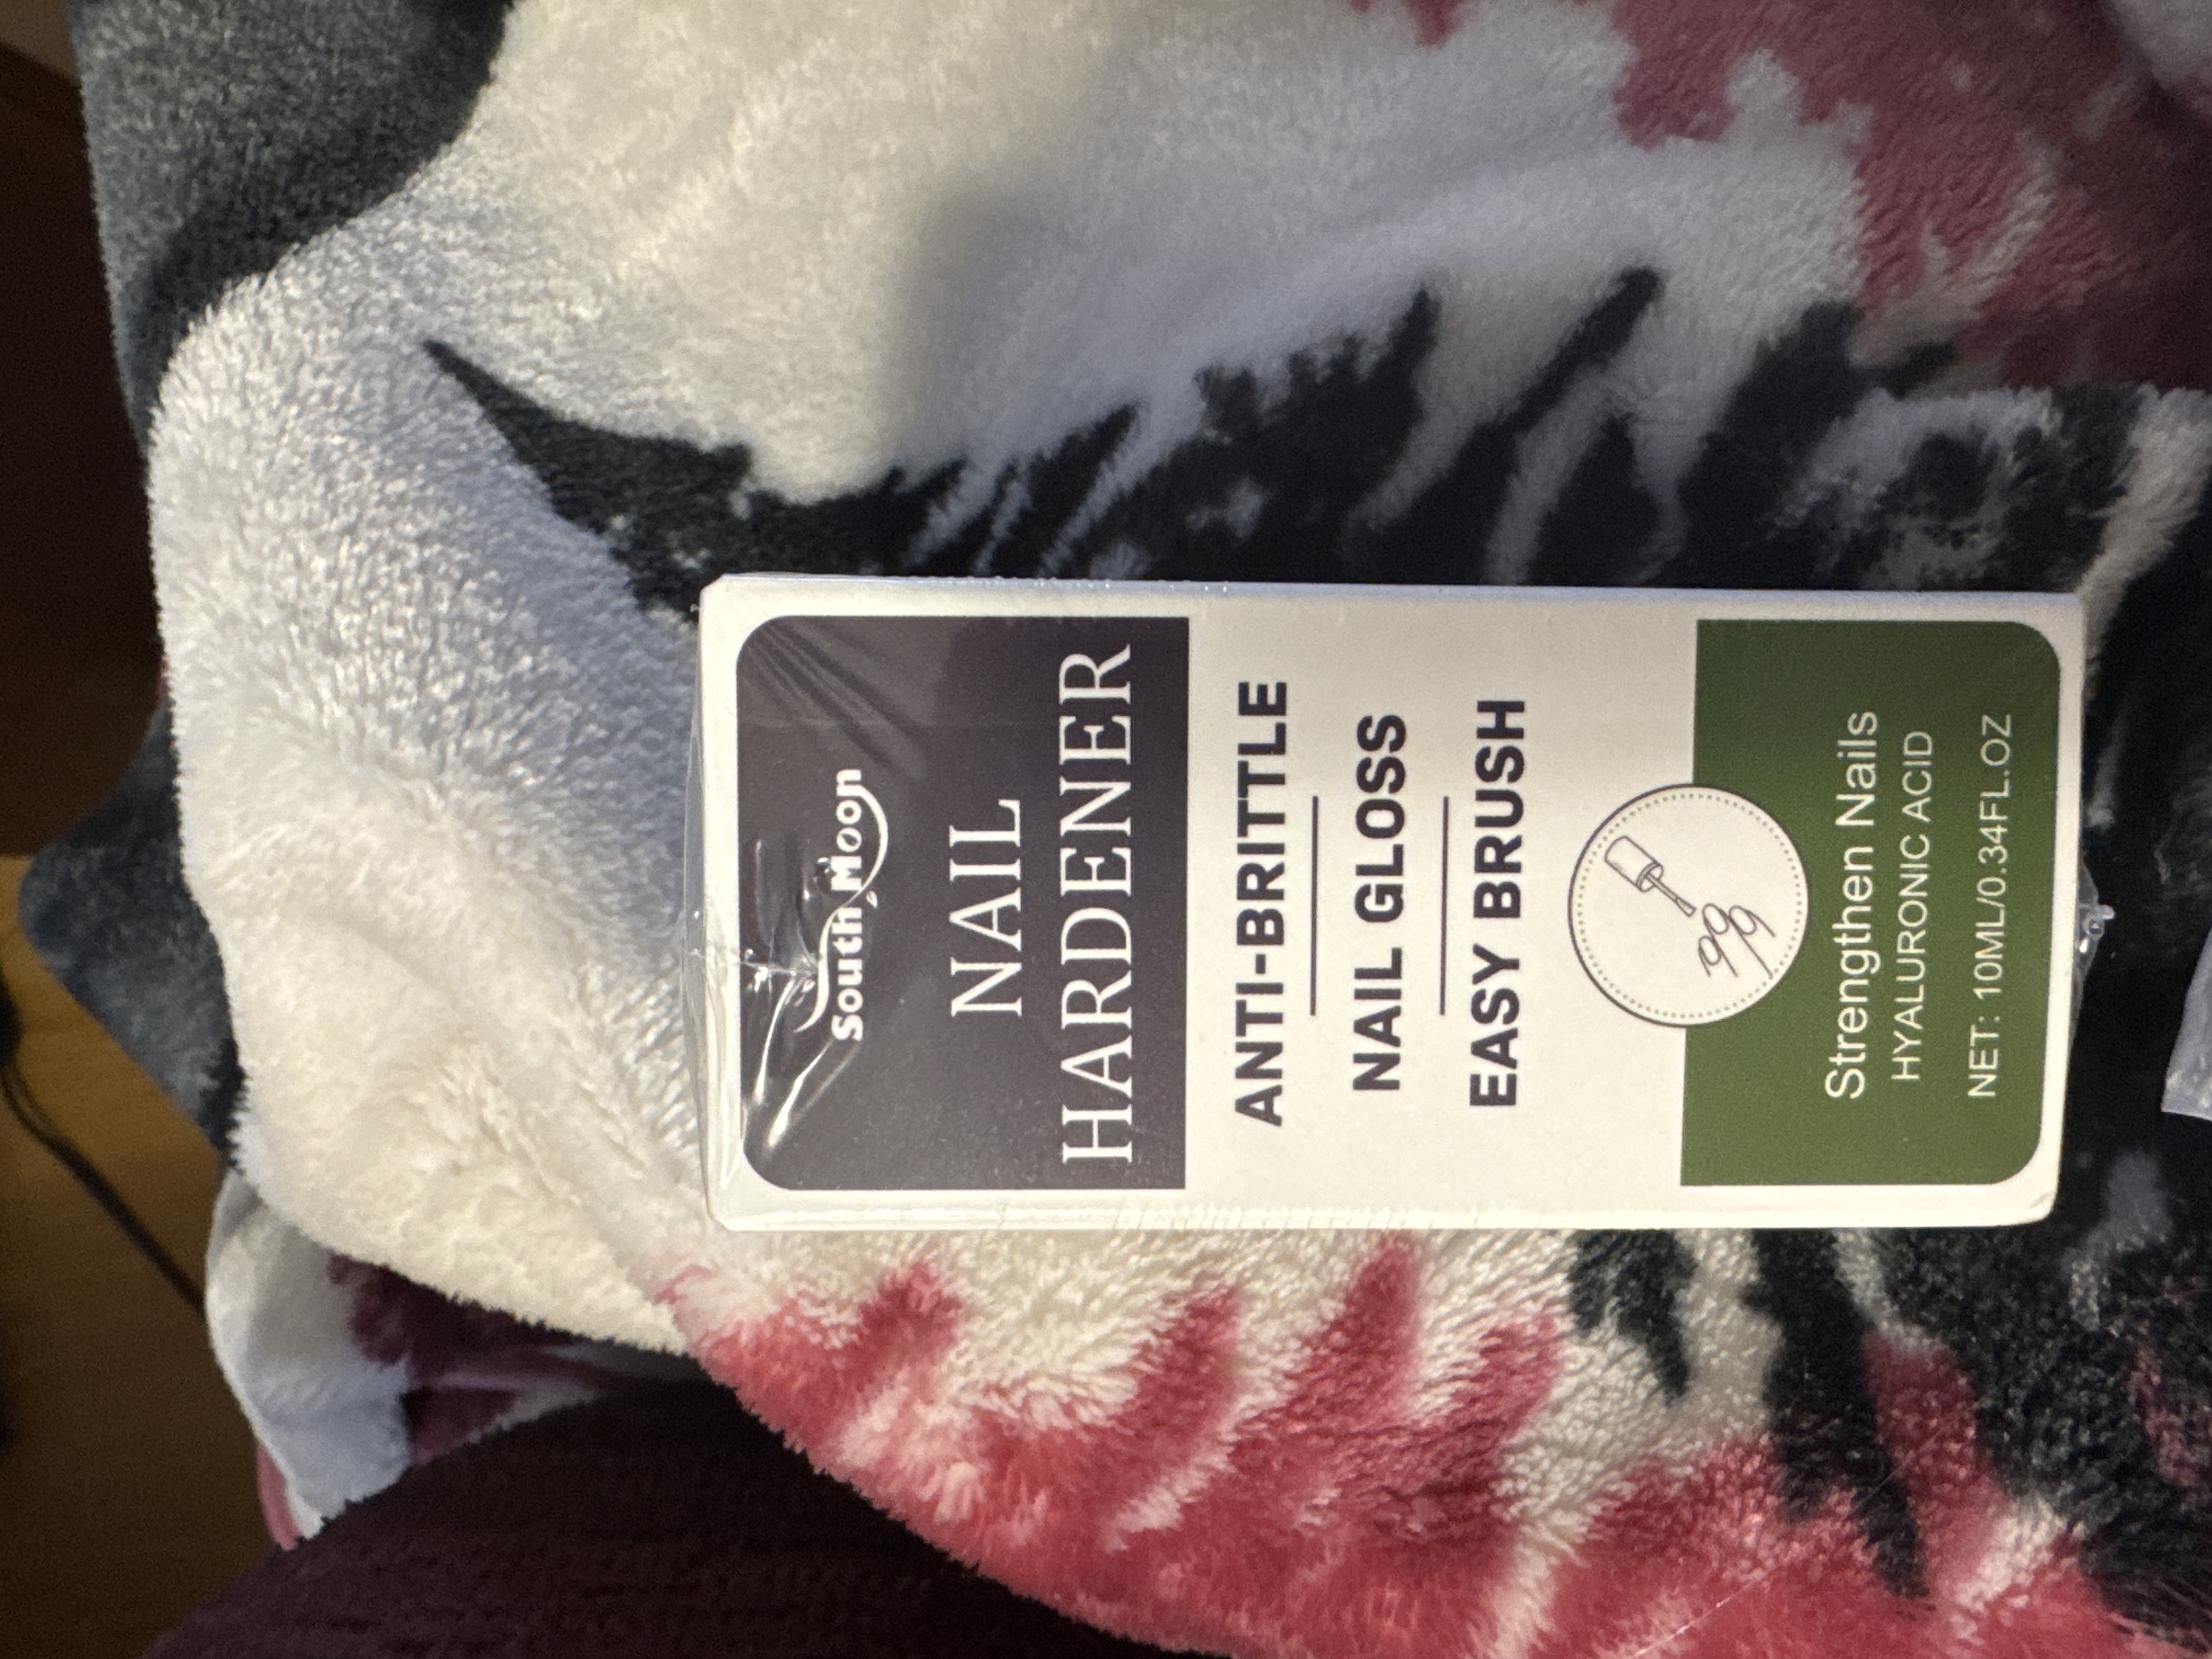 South Moon
NAIL
HARDENER
ANTI-BRITTLE
NAIL GLOSS
EASY BRUSH
Strengthen Nails
HYALURONIC ACID
NET: 10ML/0.34FL.OZ